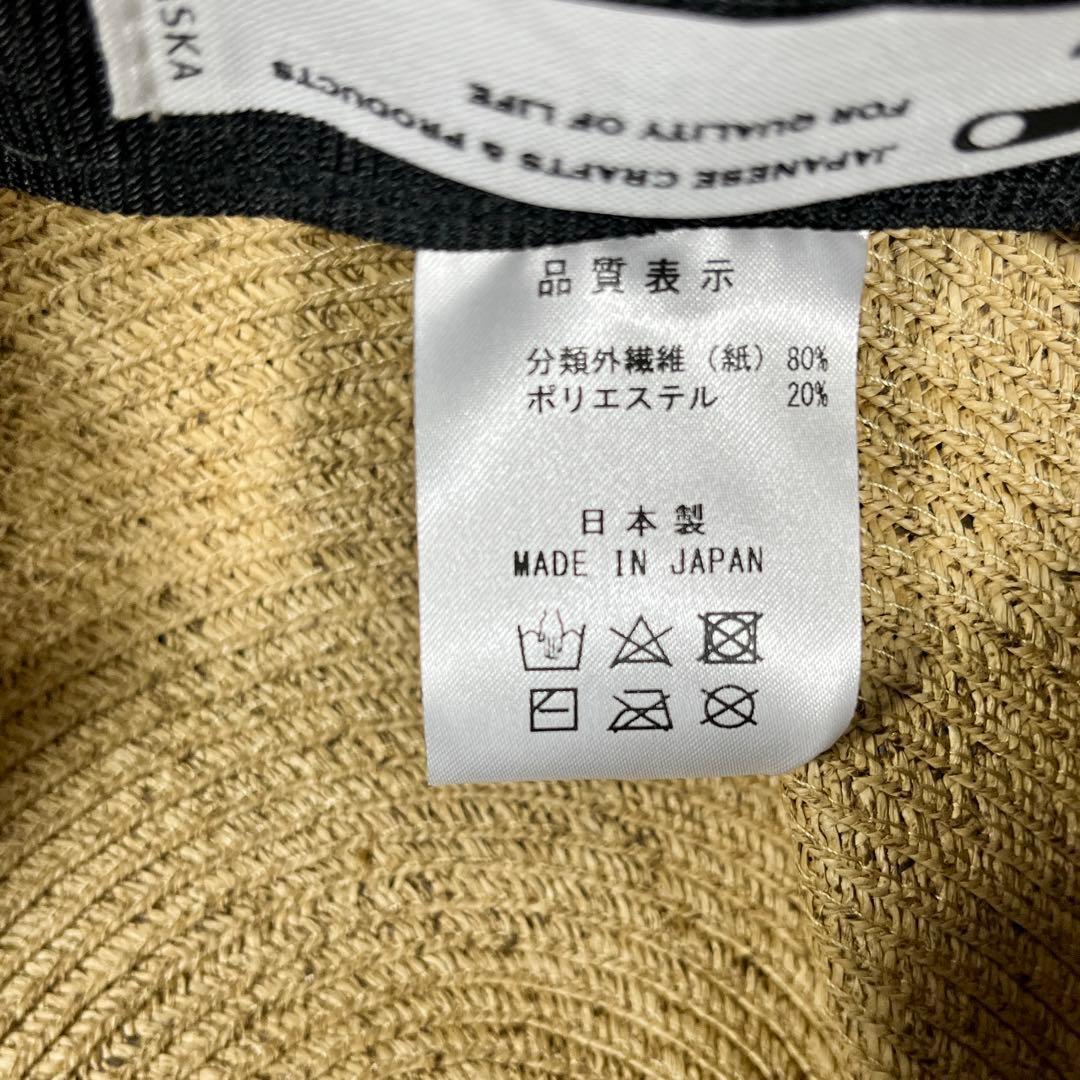 SKA
JAPANESE CRAFTS & PRODUCTS
FOR QUALITY OF LIFE
品質表示
分類外繊維（紙）80%
ポリエステル 20%
日本製
MADE IN JAPAN